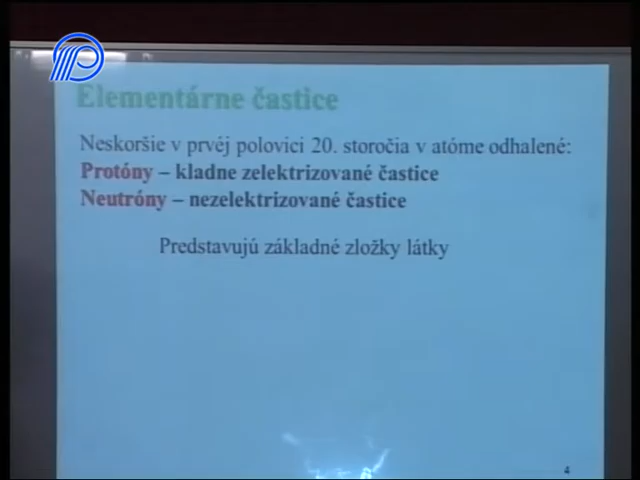 Elementárne častice
Neskoršie v prvéj polovici 20. storočia v atóme odhalené:
Protóny – kladne zelektrizované častice
Neutróny – nezelektrizované častice
Predstavujú základné zložky látky
4